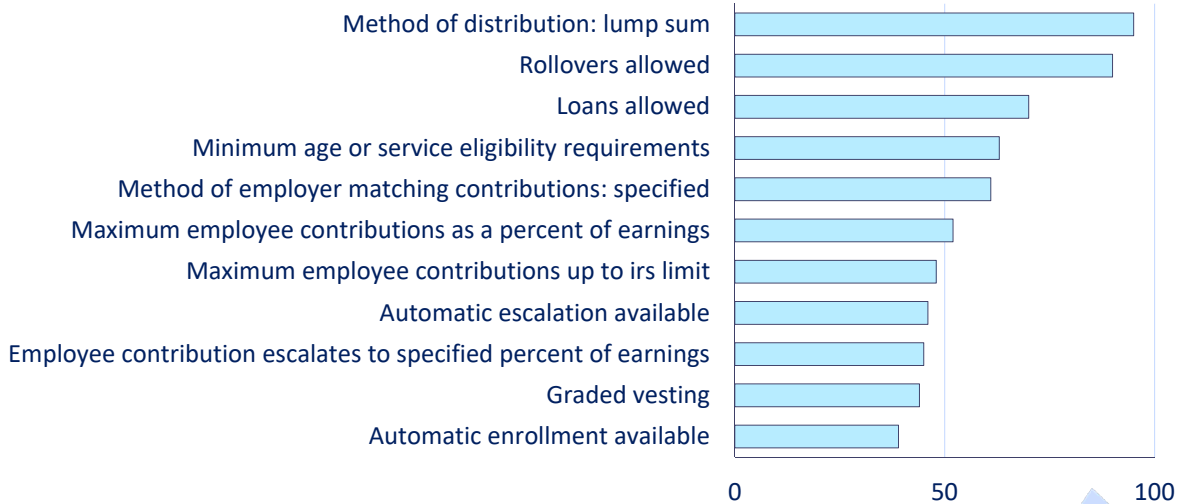 Method of distribution: lump sum
Rollovers allowed
Loans allowed
Minimum age or service eligibility requirements
Method of employer matching contributions: specified
Maximum employee contributions as a percent of earnings
Maximum employee contributions up to irs limit
Automatic escalation available
Employee contribution escalates to specified percent of earnings
Graded vesting
Automatic enrollment available
0 50 100